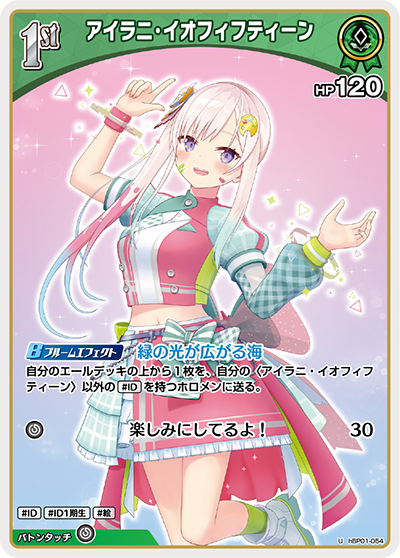 1st
アイラニ・イオフィフティーン
HP120
Bブルームエフェクト 緑の光が広がる海
自分のエールデッキの上から1枚を、自分の〈アイラニ・イオフィフ
ティーン〉以外の#IDを持つホロメンに送る。
楽しみにしてるよ！ 30
#ID #ID1期生 #絵
バトンタッチ
U hBP01-054